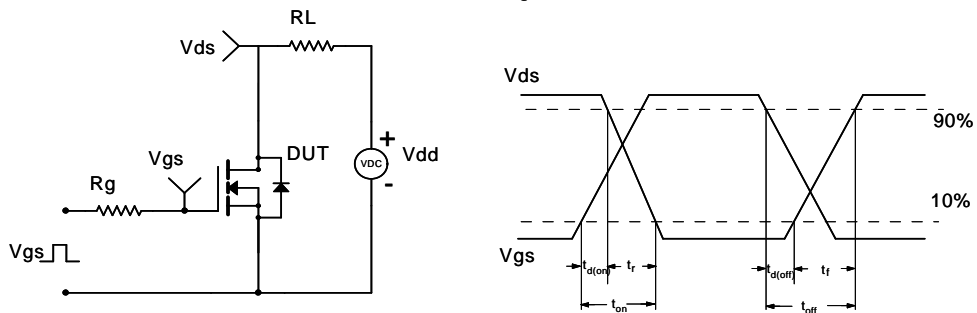 RL
Vds
Vgs
DUT
+
VDC
Vdd
-
Rg
Vgs
Vds
90%
10%
Vgs
td(on)
tr
td(off)
tf
ton
toff